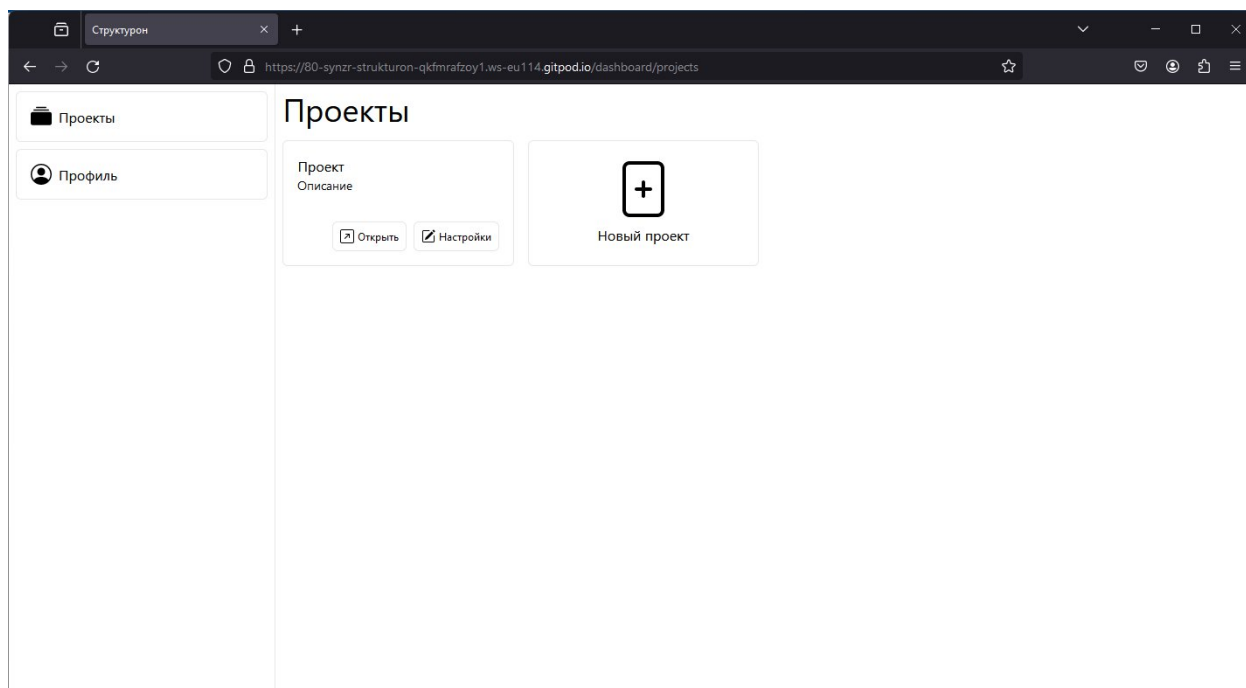 Структурон
https://80-synzr-strukturon-qkfmrafzoy1.ws-eu114.gitpod.io/dashboard/projects
Проекты
Профиль
Проекты
Проект
Описание
Открыть
Настройки
Новый проект